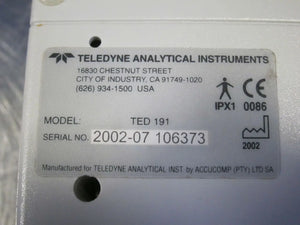 TELEDYNE ANALYTICAL INSTRUMENTS
16830 CHESTNUT STREET
CITY OF INDUSTRY, CA 91749-1020
(626) 934-1500 USA
IPX1 0086
MODEL: TED 191
2002
SERIAL NO. 2002-07 106373
Manufactured for TELEDYNE ANALYTICAL INST. by ACCUCOMP (PTY) LTD SA